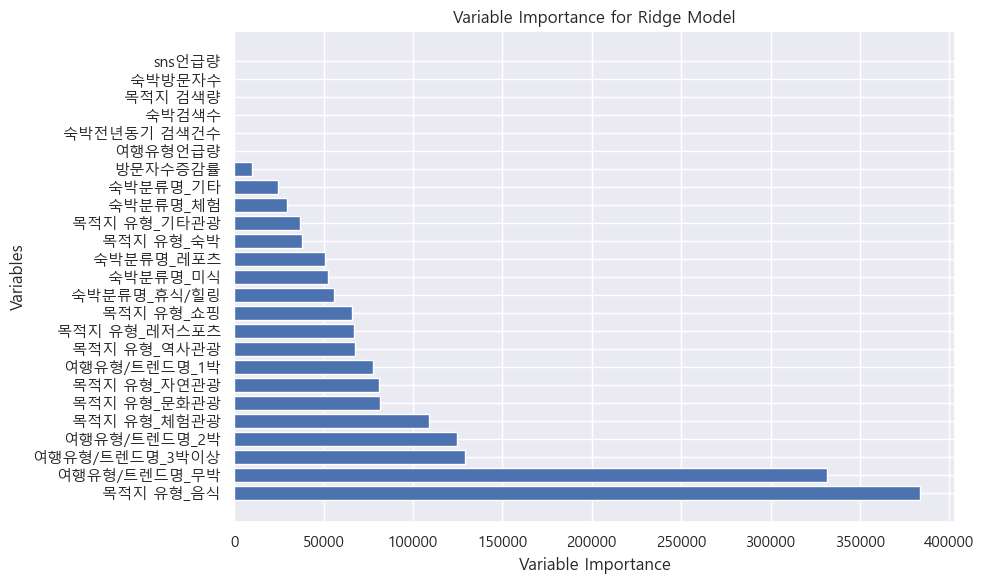 Variable Importance for Ridge Model
sns언급량
숙박방문자수
목적지 검색량
숙박검색수
숙박전년동기 검색건수
여행유형언급량
방문자수증감률
숙박분류명_기타
숙박분류명_체험
목적지 유형_기타관광
목적지 유형_숙박
숙박분류명_레포츠
숙박분류명_미식
숙박분류명_휴식/힐링
목적지 유형_쇼핑
목적지 유형_레저스포츠
목적지 유형_역사관광
여행유형/트렌드명_1박
목적지 유형_자연관광
목적지 유형_문화관광
목적지 유형_체험관광
여행유형/트렌드명_2박
여행유형/트렌드명_3박이상
여행유형/트렌드명_무박
목적지 유형_음식
Variables
0 50000 100000 150000 200000 250000 300000 350000 400000
Variable Importance